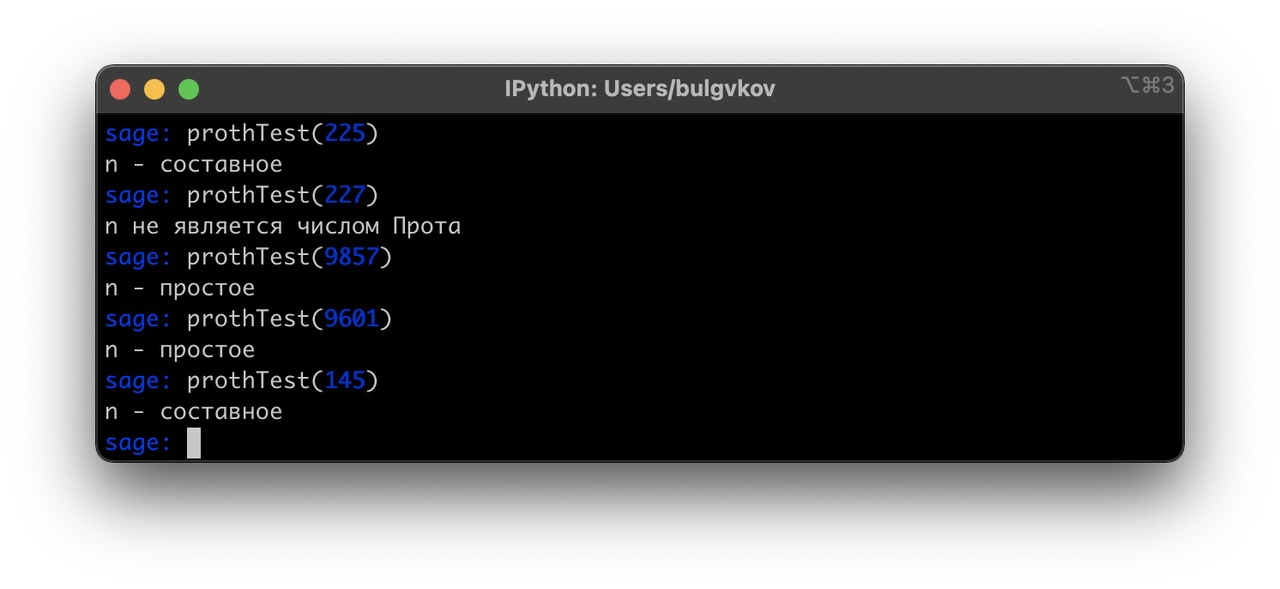 IPython: Users/bulgvkov
⌥⌘3
sage: prothTest(225)
n - составное
sage: prothTest(227)
n не является числом Прота
sage: prothTest(9857)
n - простое
sage: prothTest(9601)
n - простое
sage: prothTest(145)
n - составное
sage: